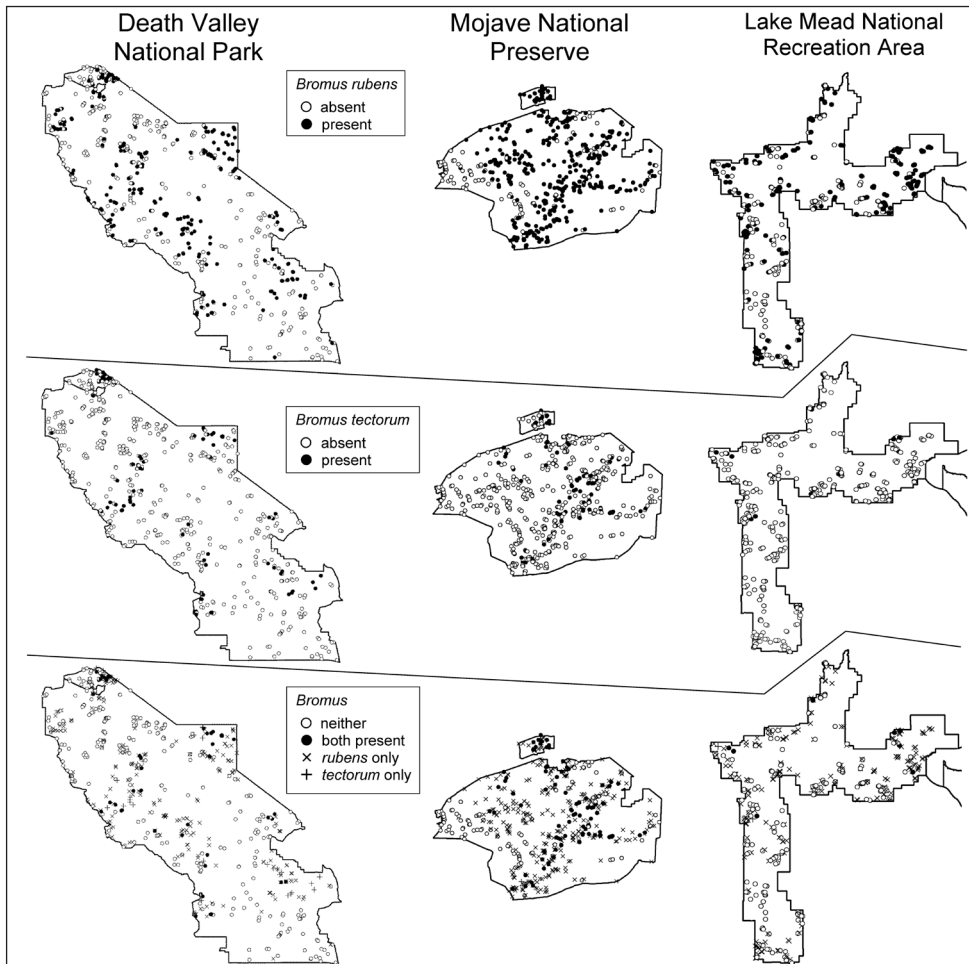 Death Valley
National Park
Mojave National
Preserve
Lake Mead National
Recreation Area
Bromus rubens
absent
present
Bromus tectorum
absent
present
Bromus
neither
both present
rubens only
tectorum only